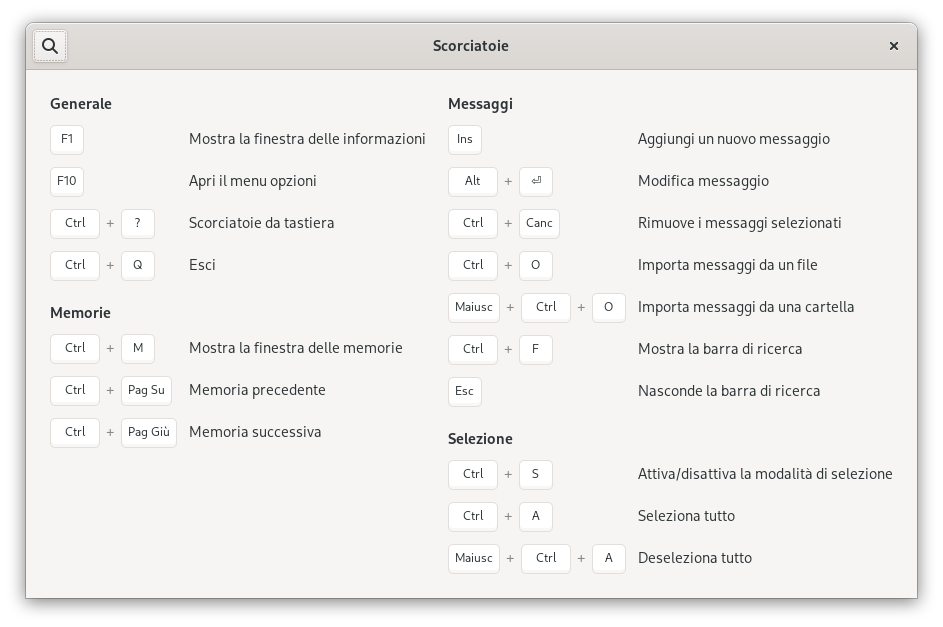 Scorciatoie
Generale
F1 Mostra la finestra delle informazioni
F10 Apri il menu opzioni
Ctrl + ? Scorciatoie da tastiera
Ctrl + Q Esci
Memorie
Ctrl + M Mostra la finestra delle memorie
Ctrl + Pag Su Memoria precedente
Ctrl + Pag Giù Memoria successiva
Messaggi
Ins Aggiungi un nuovo messaggio
Alt + ⏎ Modifica messaggio
Ctrl + Canc Rimuove i messaggi selezionati
Ctrl + O Importa messaggi da un file
Maiusc + Ctrl + O Importa messaggi da una cartella
Ctrl + F Mostra la barra di ricerca
Esc Nasconde la barra di ricerca
Selezione
Ctrl + S Attiva/disattiva la modalità di selezione
Ctrl + A Seleziona tutto
Maiusc + Ctrl + A Deseleziona tutto